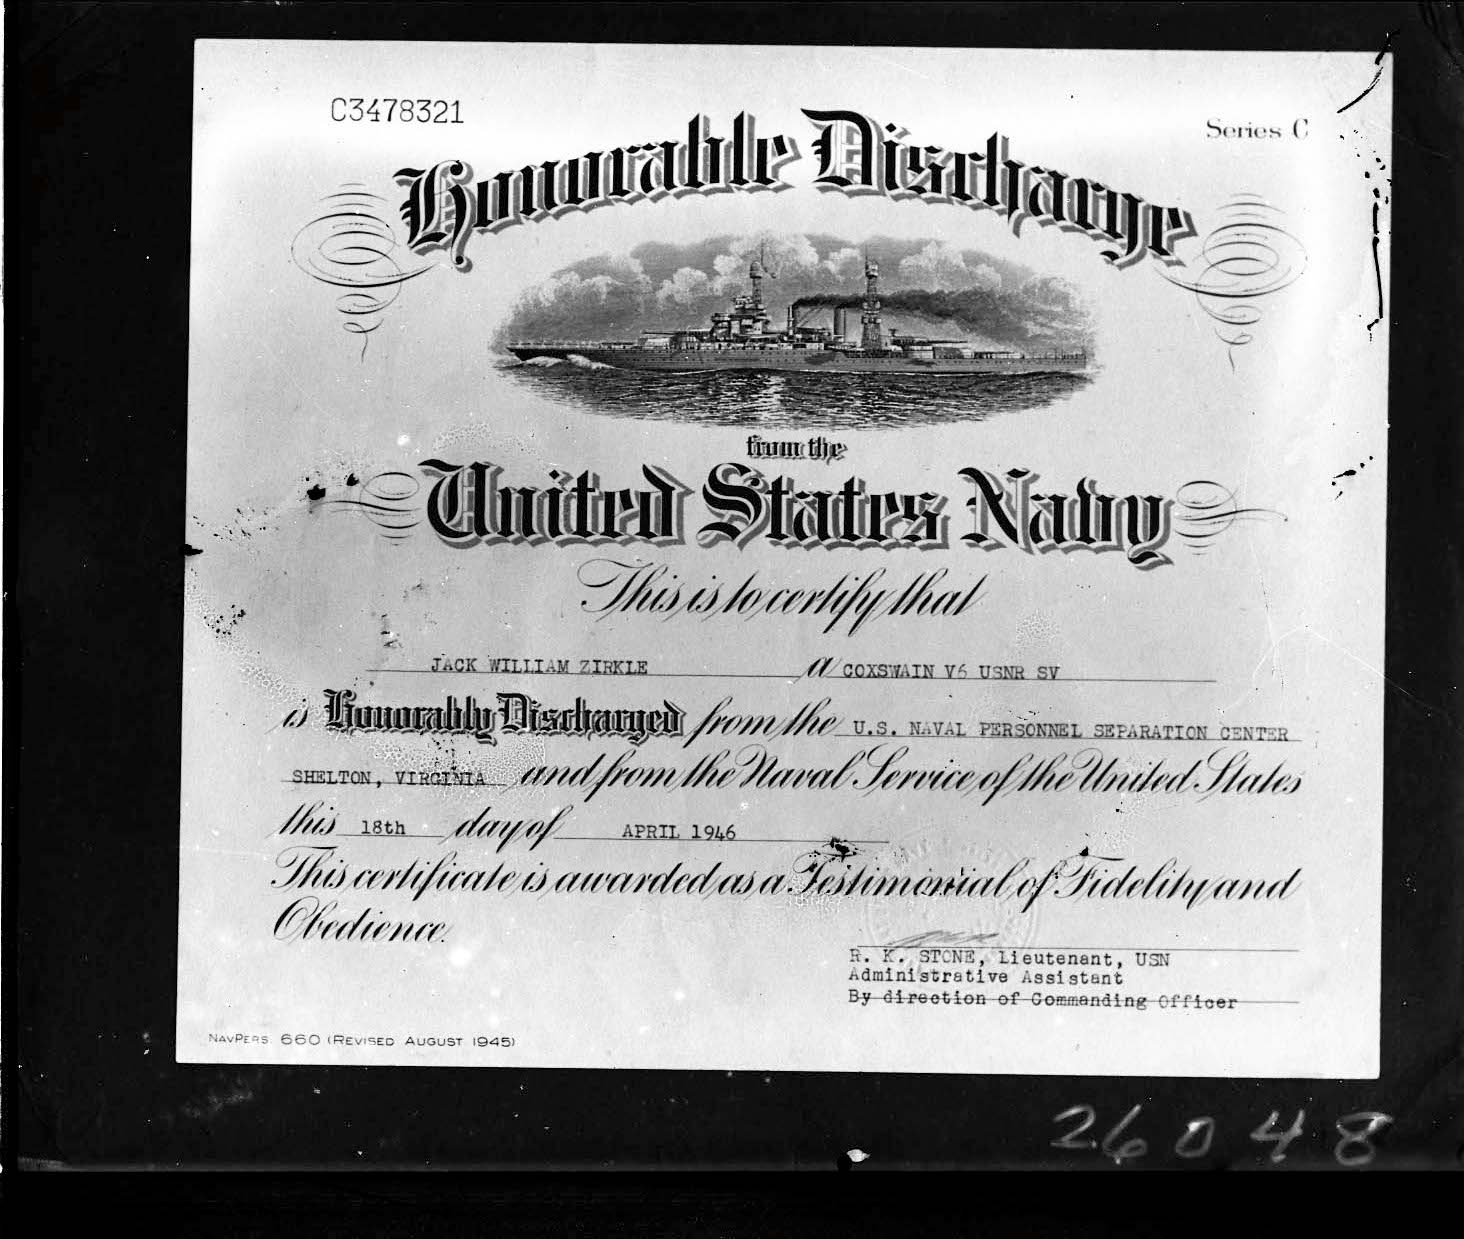 C3478321
Series C
Honorable Discharge
from the
United States Navy
This is to certify that
JACK WILLIAM ZIRKLE a COXSWAIN V6 USNR SV
is Honorably Discharged from the U.S. NAVAL PERSONNEL SEPARATION CENTER
SHELTON, VIRGINIA and from the Naval Service of the United States
this 18th day of APRIL 1946
This certificate is awarded as a Testimonial of Fidelity and
Obedience.
R. K. STONE, Lieutenant, USN
Administrative Assistant
By direction of Commanding Officer
NAVPERS. 660 (REVISED AUGUST 1945)
26048